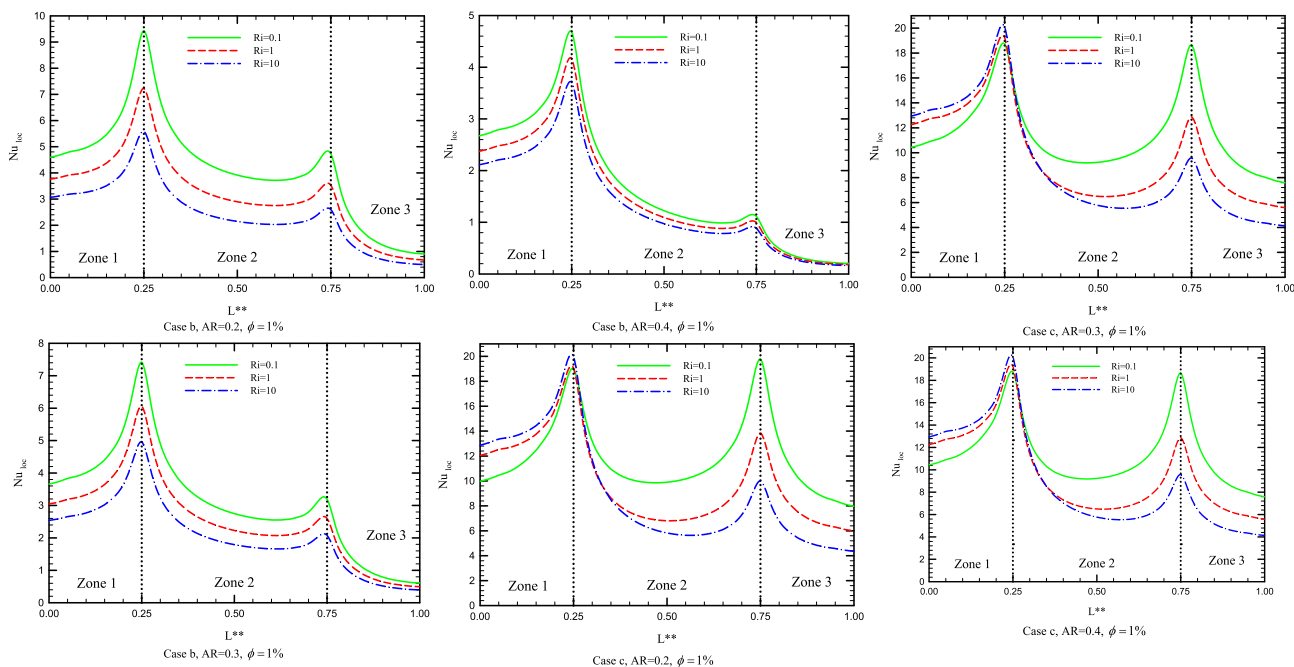 10
9
8
7
6
5
4
3
2
1
0
Nu loc
Ri=0.1
Ri=1
Ri=10
Zone 1
Zone 2
Zone 3
0.00 0.25 0.50 0.75 1.00
L**
Case b, AR=0.2, ϕ = 1%
5
4
3
2
1
0
Nu loc
Ri=0.1
Ri=1
Ri=10
Zone 1
Zone 2
Zone 3
0.00 0.25 0.50 0.75 1.00
L**
Case b, AR=0.4, ϕ = 1%
20
18
16
14
12
10
8
6
4
2
0
Nu loc
Ri=0.1
Ri=1
Ri=10
Zone 1
Zone 2
Zone 3
0.00 0.25 0.50 0.75 1.00
L**
Case c, AR=0.3, ϕ = 1%
8
7
6
5
4
3
2
1
0
Nu loc
Ri=0.1
Ri=1
Ri=10
Zone 1
Zone 2
Zone 3
0.00 0.25 0.50 0.75 1.00
L**
Case b, AR=0.3, ϕ = 1%
20
18
16
14
12
10
8
6
4
2
0
Nu loc
Ri=0.1
Ri=1
Ri=10
Zone 1
Zone 2
Zone 3
0.00 0.25 0.50 0.75 1.00
L**
Case c, AR=0.2, ϕ = 1%
20
18
16
14
12
10
8
6
4
2
0
Nu loc
Ri=0.1
Ri=1
Ri=10
Zone 1
Zone 2
Zone 3
0.00 0.25 0.50 0.75 1.00
L**
Case c, AR=0.4, ϕ = 1%